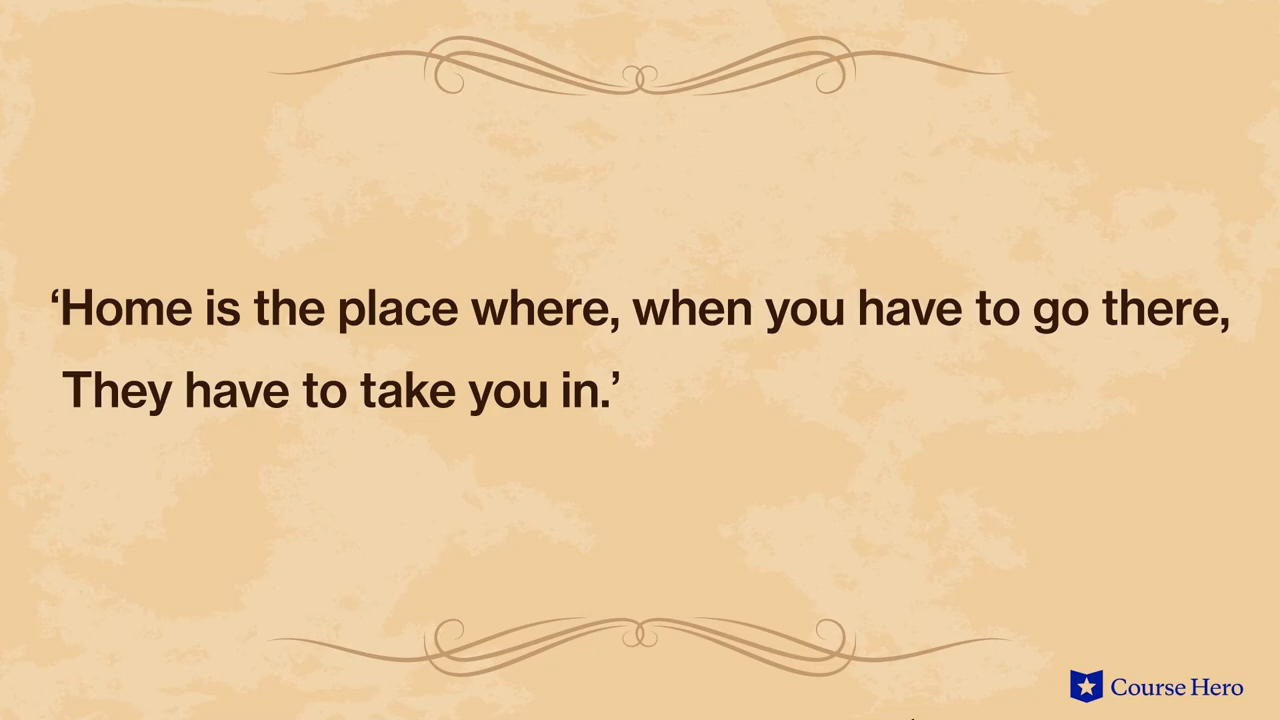 ‘Home is the place where, when you have to go there,
They have to take you in.’
Course Hero